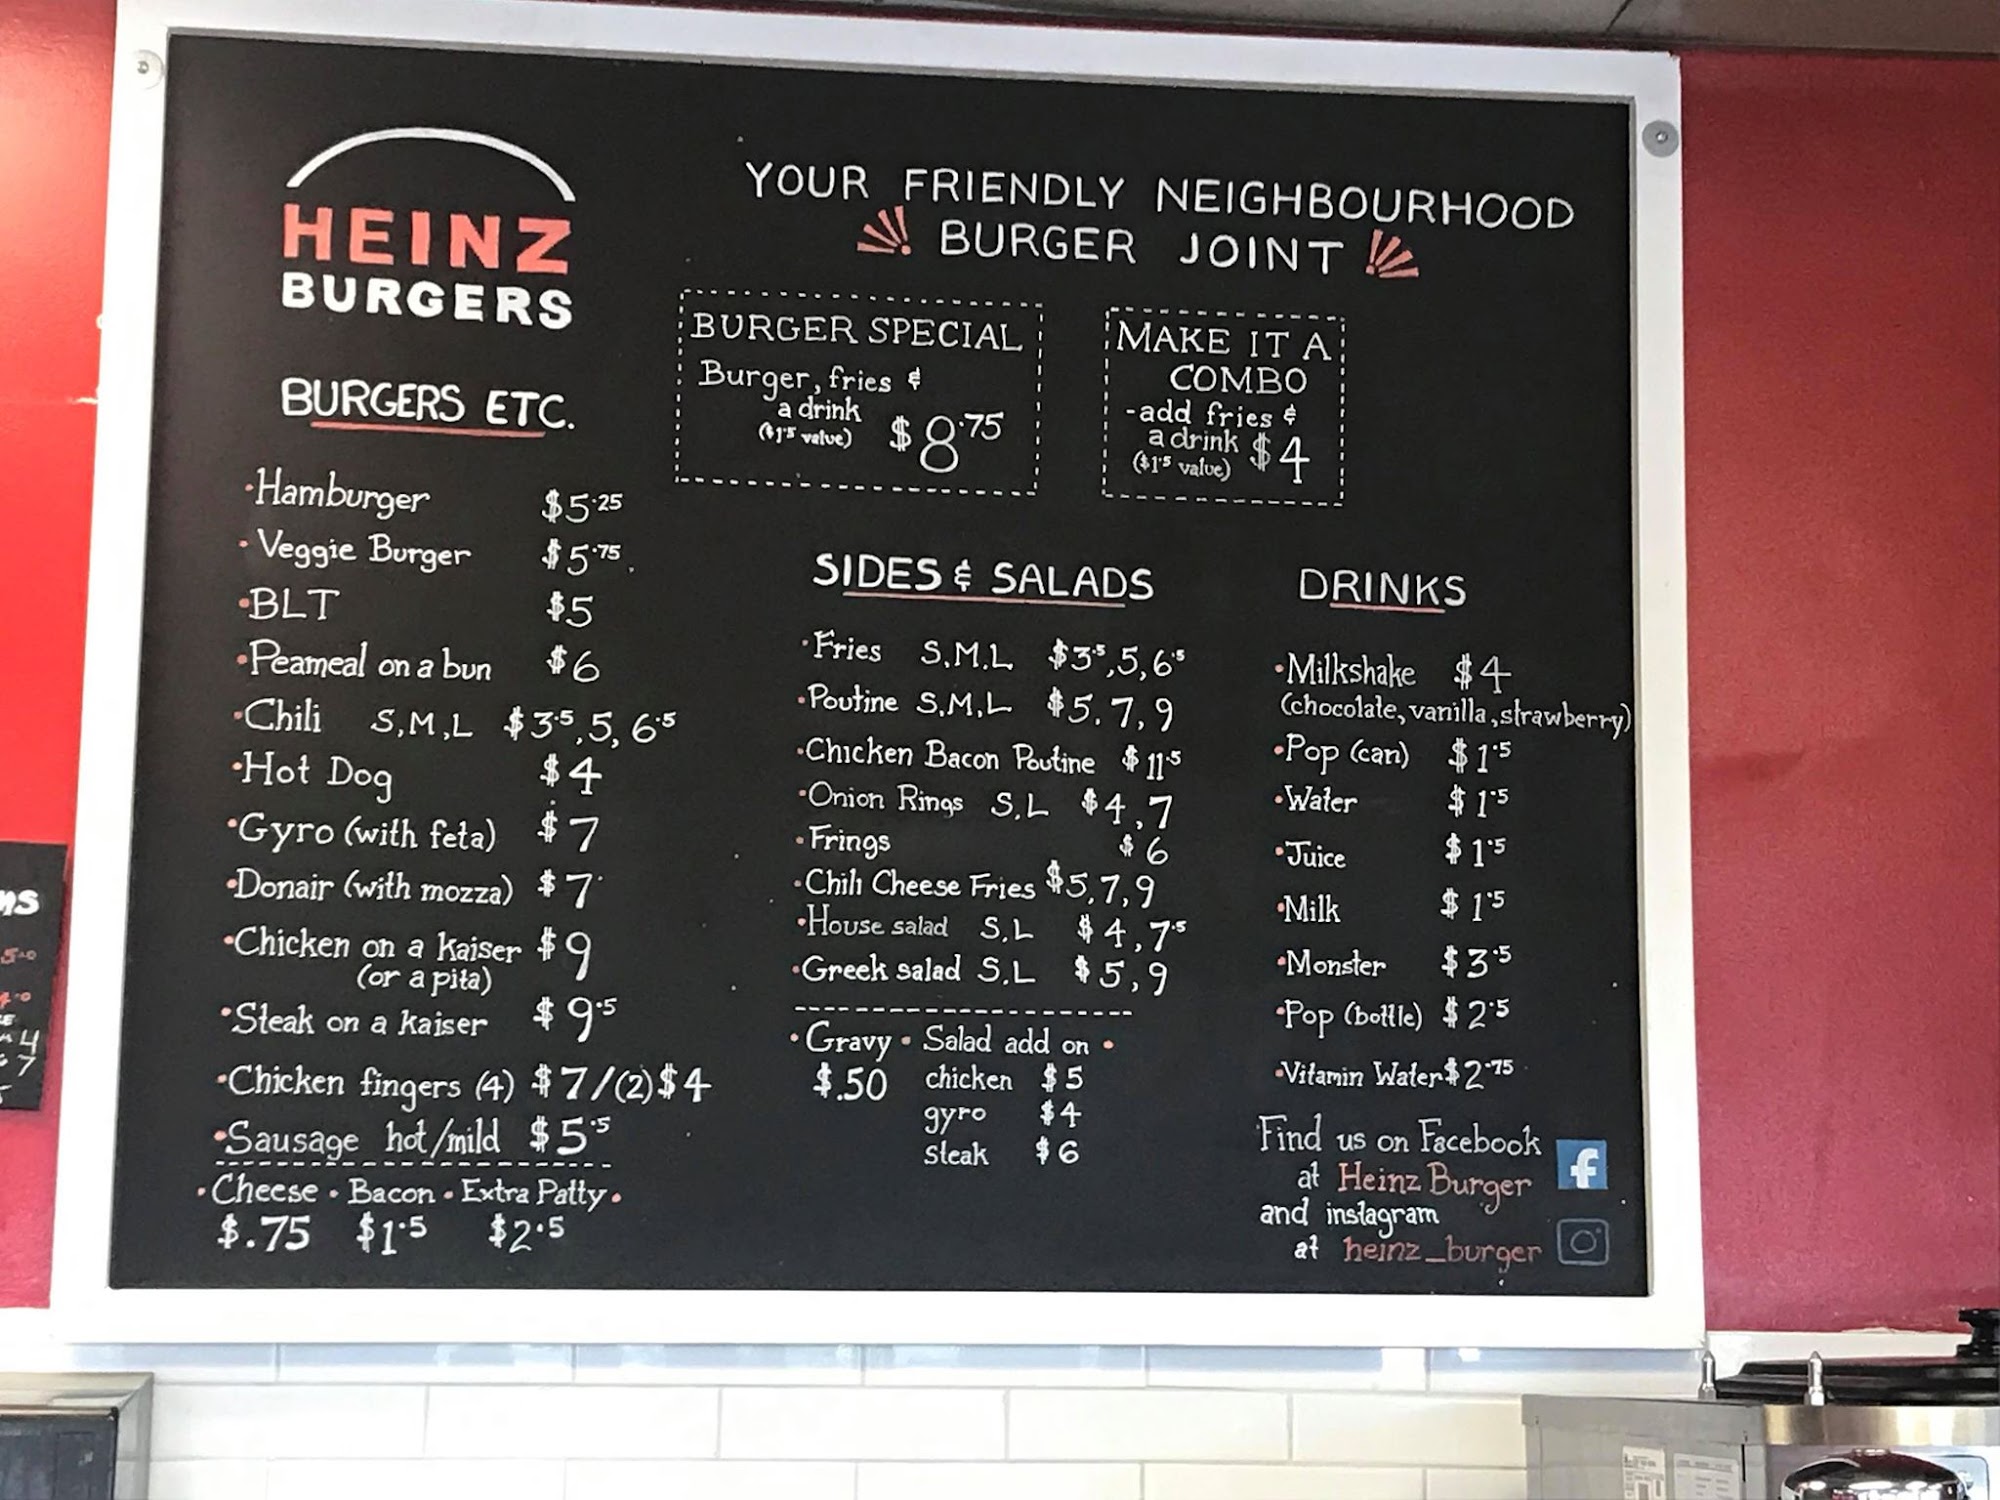 HEINZ
BURGERS
YOUR FRIENDLY NEIGHBOURHOOD
BURGER JOINT
BURGER SPECIAL
Burger, fries &
a drink
($1.5 value) $8.75
MAKE IT A
COMBO
-add fries &
a drink $4
($1.5 value)
BURGERS ETC.
•Hamburger $5.25
•Veggie Burger $5.75
•BLT $5
•Peameal on a bun $6
•Chili S,M,L $3.5,5,6.5
•Hot Dog $4
•Gyro (with feta) $7
•Donair (with mozza) $7
•Chicken on a kaiser $9
(or a pita)
•Steak on a kaiser $9.5
•Chicken fingers (4) $7/(2)$4
•Sausage hot/mild $5.5
•Cheese•Bacon•Extra Patty•
$.75 $1.5 $2.5
SIDES & SALADS
•Fries S,M,L $3.5,5,6.5
•Poutine S,M,L $5,7,9
•Chicken Bacon Poutine $11.5
•Onion Rings S,L $4,7
•Frings $6
•Chili Cheese Fries $5,7,9
•House salad S,L $4,7.5
•Greek salad S,L $5,9
•Gravy•Salad add on•
$.50 chicken $5
gyro $4
steak $6
DRINKS
•Milkshake $4
(chocolate,vanilla,strawberry)
•Pop (can) $1.5
•Water $1.5
•Juice $1.5
•Milk $1.5
•Monster $3.5
•Pop (bottle) $2.5
•Vitamin Water $2.75
Find us on Facebook
at Heinz Burger
and instagram
at heinz_burger
f